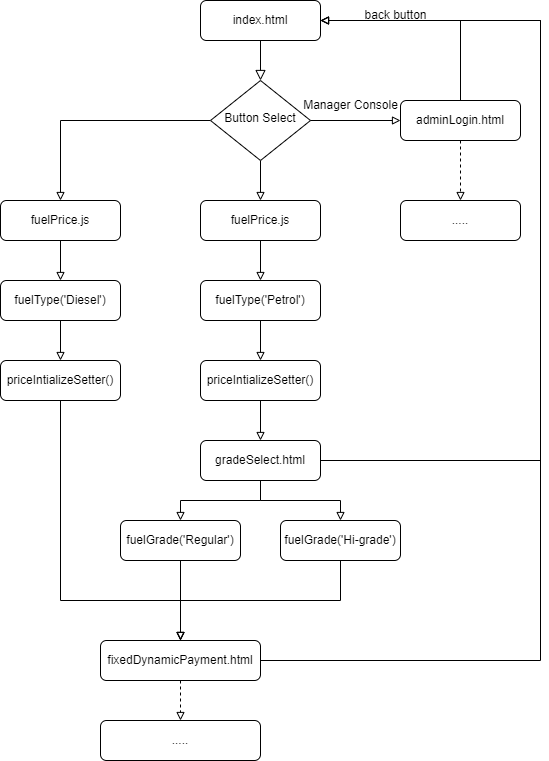 index.html
back button
Button Select
Manager Console
adminLogin.html
fuelPrice.js
fuelPrice.js
.....
fuelType('Diesel')
fuelType('Petrol')
priceIntializeSetter()
priceIntializeSetter()
gradeSelect.html
fuelGrade('Regular')
fuelGrade('Hi-grade')
fixedDynamicPayment.html
.....